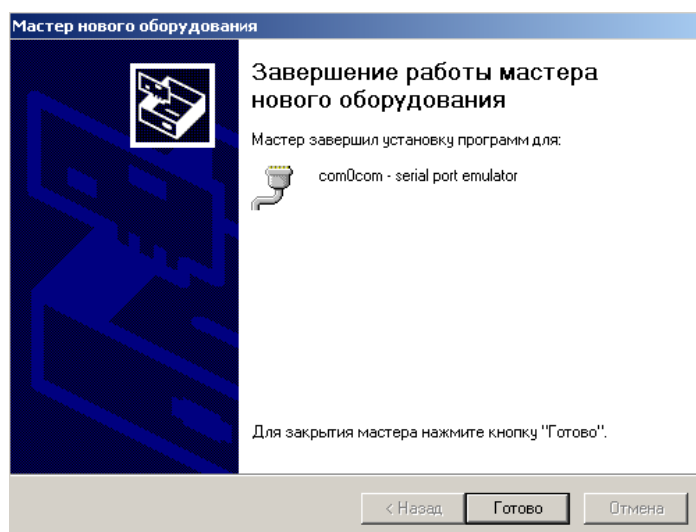 Мастер нового оборудования
Завершение работы мастера
нового оборудования
Мастер завершил установку программ для:
com0com - serial port emulator
Для закрытия мастера нажмите кнопку "Готово".
< Назад
Готово
Отмена